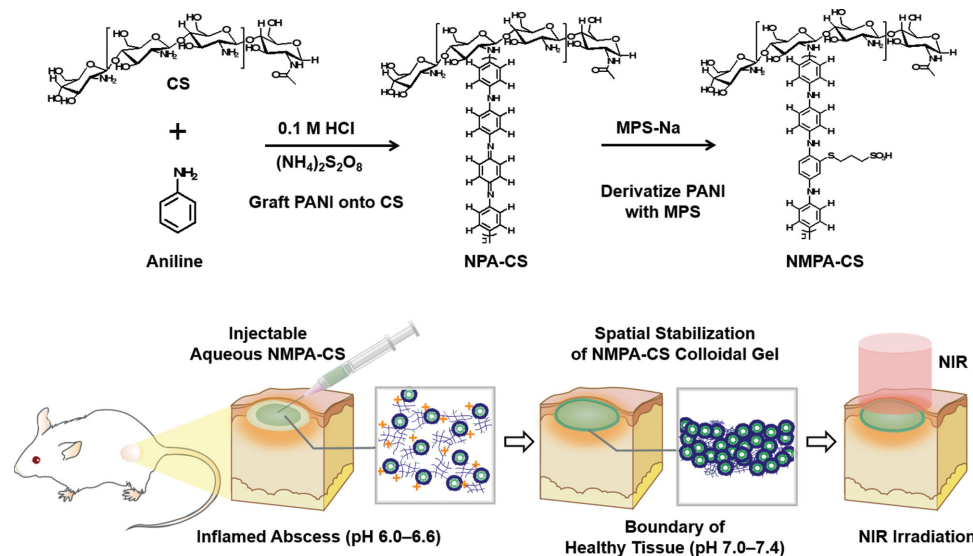 CS
+
Aniline
0.1 M HCl
(NH₄)₂S₂O₈
Graft PANI onto CS
NPA-CS
MPS-Na
Derivatize PANI
with MPS
NMPA-CS
Injectable
Aqueous NMPA-CS
Inflamed Abscess (pH 6.0–6.6)
Spatial Stabilization
of NMPA-CS Colloidal Gel
Boundary of
Healthy Tissue (pH 7.0–7.4)
NIR
NIR Irradiation